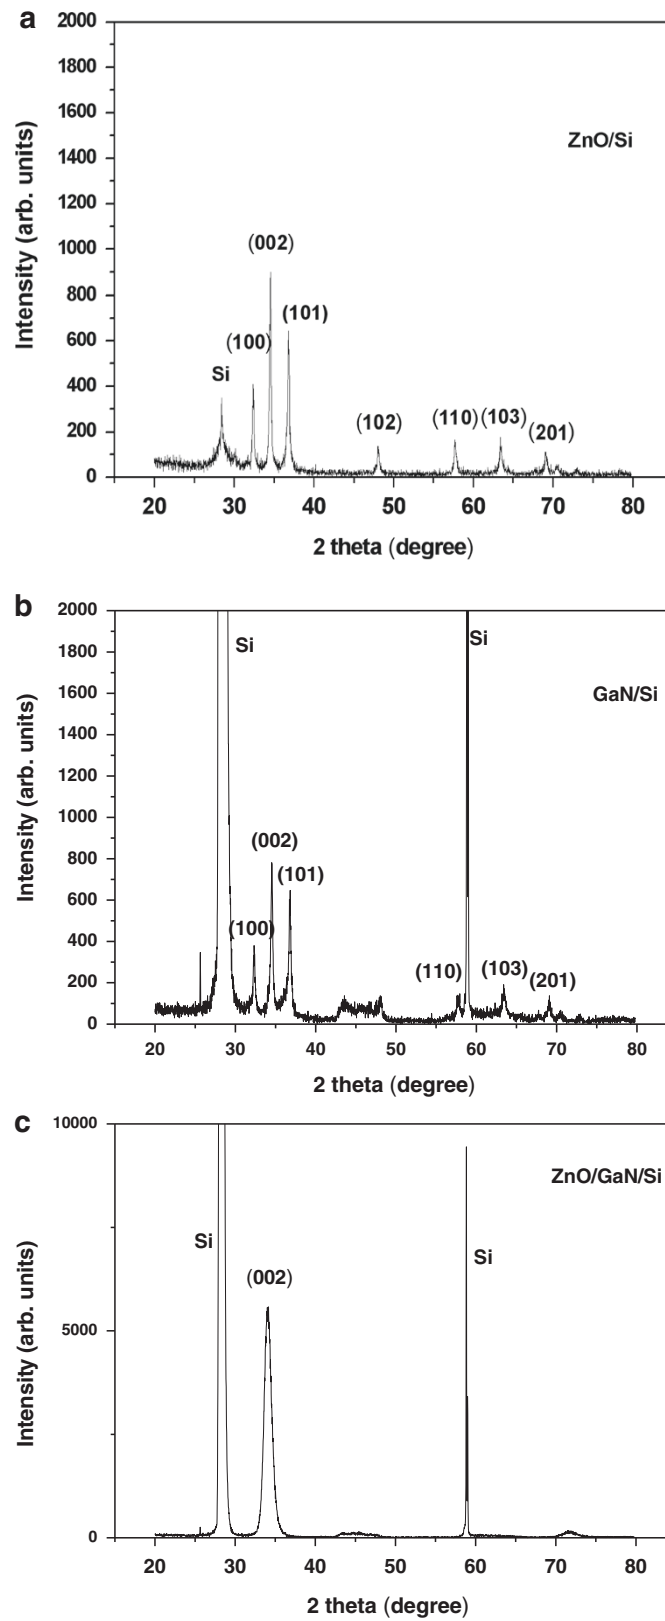 a
2000
1800
1600
1400
1200
1000
800
600
400
200
0
Intensity (arb. units)
ZnO/Si
(002)
(101)
(100)
Si
(102)
(110)
(103)
(201)
20 30 40 50 60 70 80
2 theta (degree)
b
2000
1800
1600
1400
1200
1000
800
600
400
200
0
Intensity (arb. units)
Si
Si
GaN/Si
(002)
(101)
(100)
(110)
(103)
(201)
20 30 40 50 60 70 80
2 theta (degree)
c
10000
5000
0
Intensity (arb. units)
ZnO/GaN/Si
Si
(002)
Si
20 30 40 50 60 70 80
2 theta (degree)